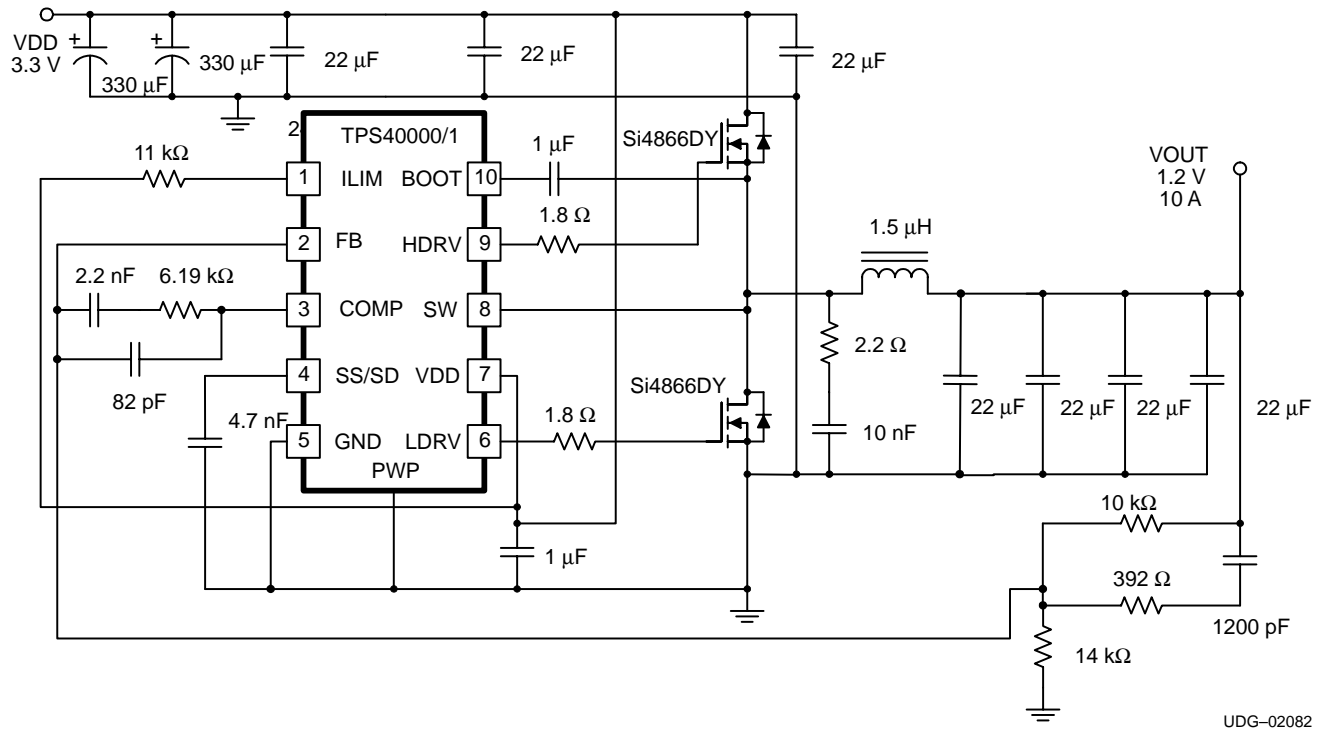 VDD
3.3 V
+
330 μF
+
330 μF
22 μF
22 μF
22 μF
2
TPS40000/1
11 kΩ
1 ILIM BOOT 10
1 μF
Si4866DY
VOUT
1.2 V
10 A
2 FB HDRV 9
1.8 Ω
1.5 μH
2.2 nF 6.19 kΩ
3 COMP SW 8
2.2 Ω
82 pF
4 SS/SD VDD 7
Si4866DY
4.7 nF
5 GND LDRV 6
1.8 Ω
10 nF
22 μF
22 μF
22 μF
22 μF
PWP
1 μF
10 kΩ
392 Ω
1200 pF
14 kΩ
UDG–02082